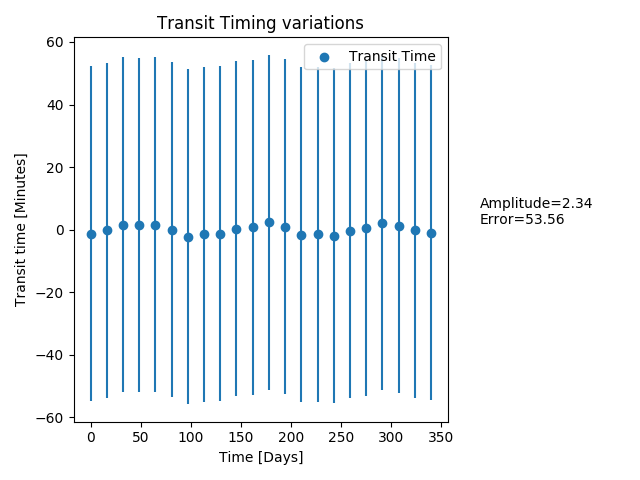 Transit Timing variations
Transit Time
60
40
20
0
−20
−40
−60
Transit time [Minutes]
0 50 100 150 200 250 300 350
Time [Days]
Amplitude=2.34
Error=53.56